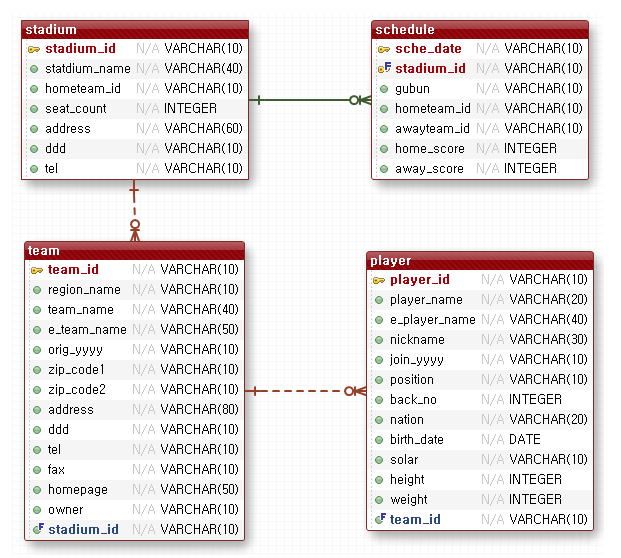 stadium
stadium_id N/A VARCHAR(10)
statdium_name N/A VARCHAR(40)
hometeam_id N/A VARCHAR(10)
seat_count N/A INTEGER
address N/A VARCHAR(60)
ddd N/A VARCHAR(10)
tel N/A VARCHAR(10)
schedule
sche_date N/A VARCHAR(10)
stadium_id N/A VARCHAR(10)
gubun N/A VARCHAR(10)
hometeam_id N/A VARCHAR(10)
awayteam_id N/A VARCHAR(10)
home_score N/A INTEGER
away_score N/A INTEGER
team
team_id N/A VARCHAR(10)
region_name N/A VARCHAR(10)
team_name N/A VARCHAR(40)
e_team_name N/A VARCHAR(50)
orig_yyyy N/A VARCHAR(10)
zip_code1 N/A VARCHAR(10)
zip_code2 N/A VARCHAR(10)
address N/A VARCHAR(80)
ddd N/A VARCHAR(10)
tel N/A VARCHAR(10)
fax N/A VARCHAR(10)
homepage N/A VARCHAR(50)
owner N/A VARCHAR(10)
stadium_id N/A VARCHAR(10)
player
player_id N/A VARCHAR(10)
player_name N/A VARCHAR(20)
e_player_name N/A VARCHAR(40)
nickname N/A VARCHAR(30)
join_yyyy N/A VARCHAR(10)
position N/A VARCHAR(10)
back_no N/A INTEGER
nation N/A VARCHAR(20)
birth_date N/A DATE
solar N/A VARCHAR(10)
height N/A INTEGER
weight N/A INTEGER
team_id N/A VARCHAR(10)